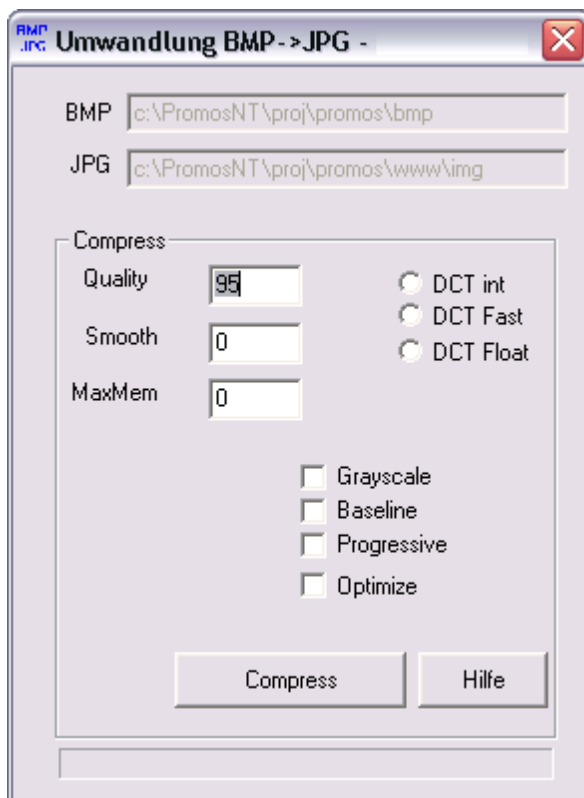 BMP
JPG
Umwandlung BMP->JPG -
BMP c:\PromosNT\proj\promos\bmp
JPG c:\PromosNT\proj\promos\www\img
Compress
Quality 95 DCT int
DCT Fast
Smooth 0
DCT Float
MaxMem 0
Grayscale
Baseline
Progressive
Optimize
Compress Hilfe